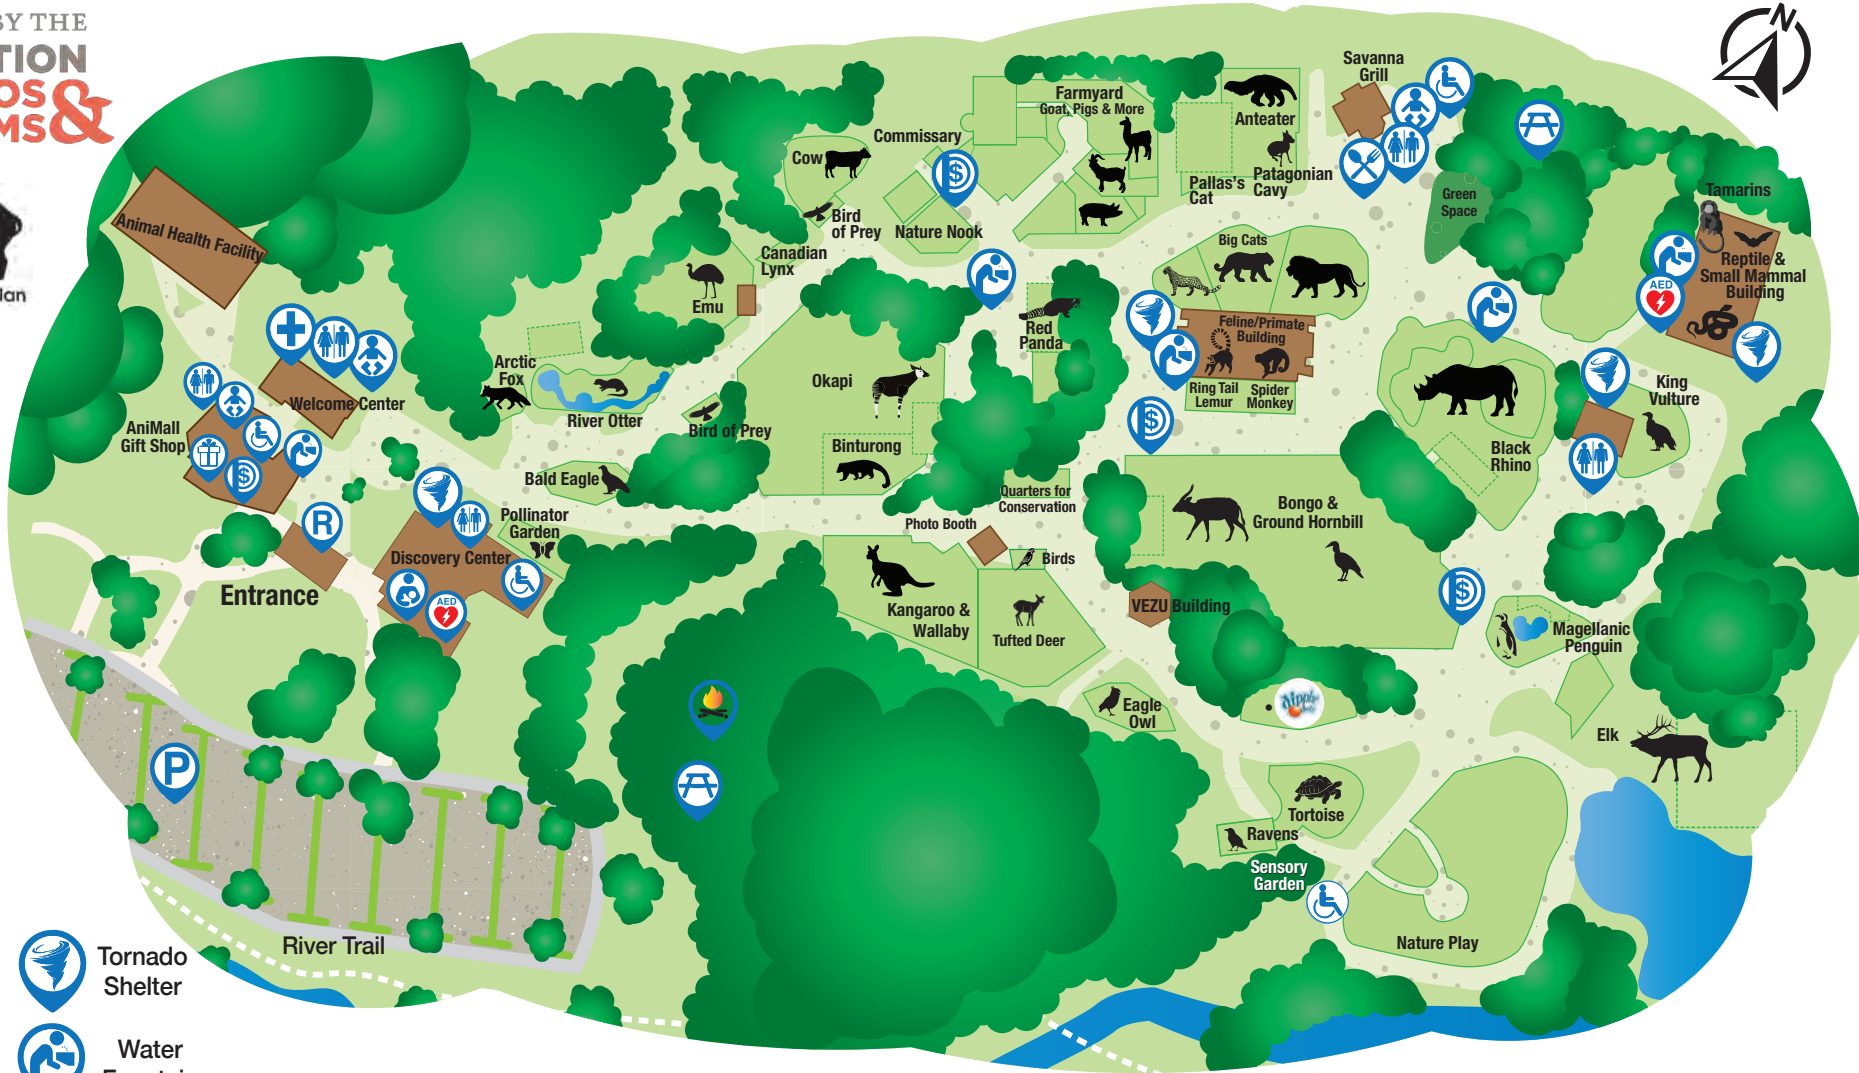 BY THE
&
Animal Health Facility
Welcome Center
AniMall
Gift Shop
R
Entrance
Discovery Center
AED
Pollinator
Garden
Arctic
Fox
River Otter
Bald Eagle
Bird of Prey
Emu
Canadian
Lynx
Cow
Bird
of Prey
Commissary
$
Nature Nook
Farmyard
Goat, Pigs & More
Anteater
Patagonian
Cavy
Pallas's
Cat
Savanna
Grill
Green
Space
Tamarins
Reptile &
Small Mammal
Building
AED
N
Big Cats
Feline/Primate
Building
Ring Tail
Lemur
Spider
Monkey
Red
Panda
Okapi
Binturong
Quarters for
Conservation
Photo Booth
Birds
Kangaroo &
Wallaby
Tufted Deer
VEZU Building
Bongo &
Ground Hornbill
Black
Rhino
King
Vulture
$
$
$
Magellanic
Penguin
Elk
Eagle
Owl
Tortoise
Ravens
Sensory
Garden
Nature Play
P
River Trail
Tornado
Shelter
Water